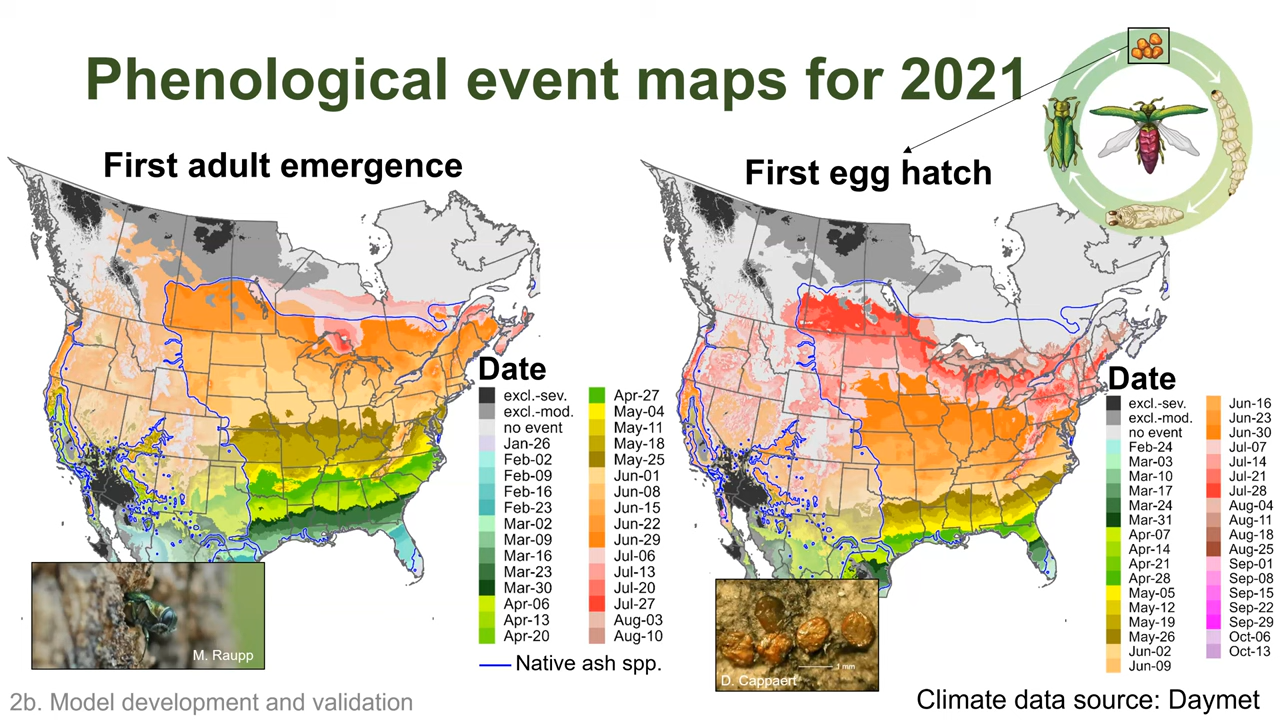 Phenological event maps for 2021
First adult emergence
First egg hatch
Date
excl.-sev.
excl.-mod.
no event
Jan-26
Feb-02
Feb-09
Feb-16
Feb-23
Mar-02
Mar-09
Mar-16
Mar-23
Mar-30
Apr-06
Apr-13
Apr-20
Apr-27
May-04
May-11
May-18
May-25
Jun-01
Jun-08
Jun-15
Jun-22
Jun-29
Jul-06
Jul-13
Jul-20
Jul-27
Aug-03
Aug-10
Native ash spp.
Date
excl.-sev.
excl.-mod.
no event
Feb-24
Mar-03
Mar-10
Mar-17
Mar-24
Mar-31
Apr-07
Apr-14
Apr-21
Apr-28
May-05
May-12
May-19
May-26
Jun-02
Jun-09
Jun-16
Jun-23
Jun-30
Jul-07
Jul-14
Jul-21
Jul-28
Aug-04
Aug-11
Aug-18
Aug-25
Sep-01
Sep-08
Sep-15
Sep-22
Sep-29
Oct-06
Oct-13
M. Raupp
1 mm
D. Cappaert
2b. Model development and validation
Climate data source: Daymet